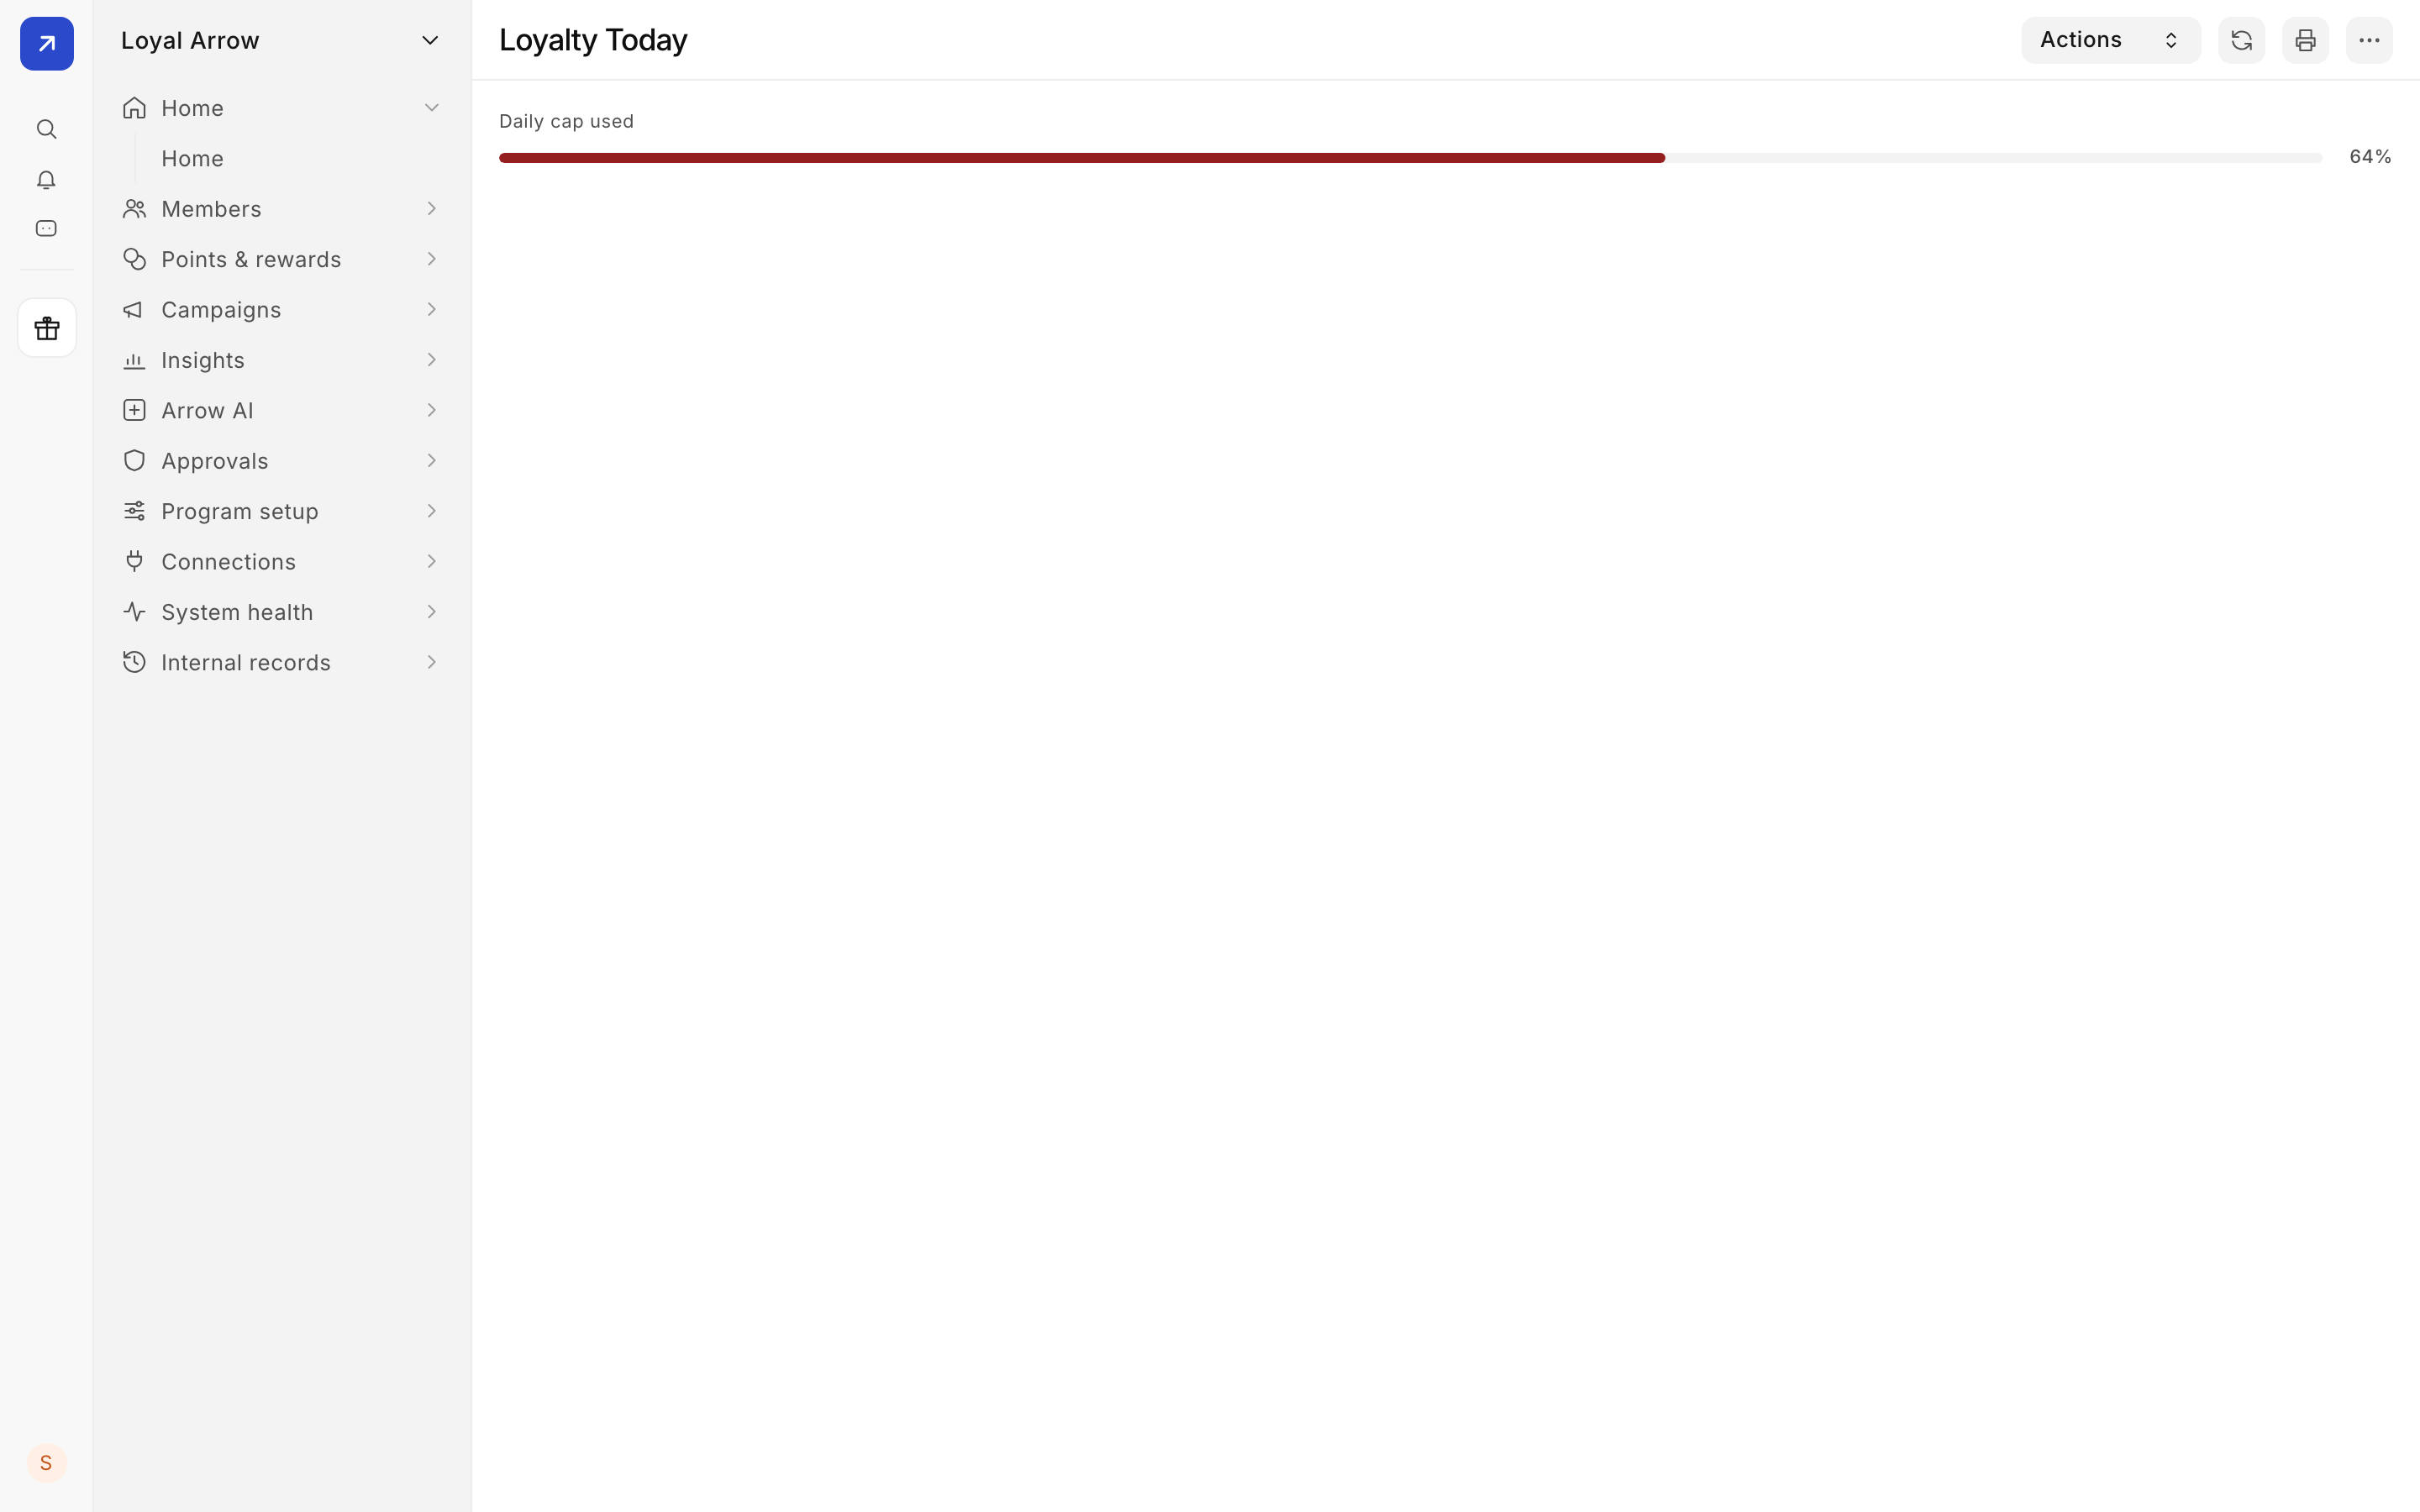 Loyal Arrow
Home
Home
Members
Points & rewards
Campaigns
Insights
Arrow AI
Approvals
Program setup
Connections
System health
Internal records
S
Loyalty Today
Actions
Daily cap used
64%